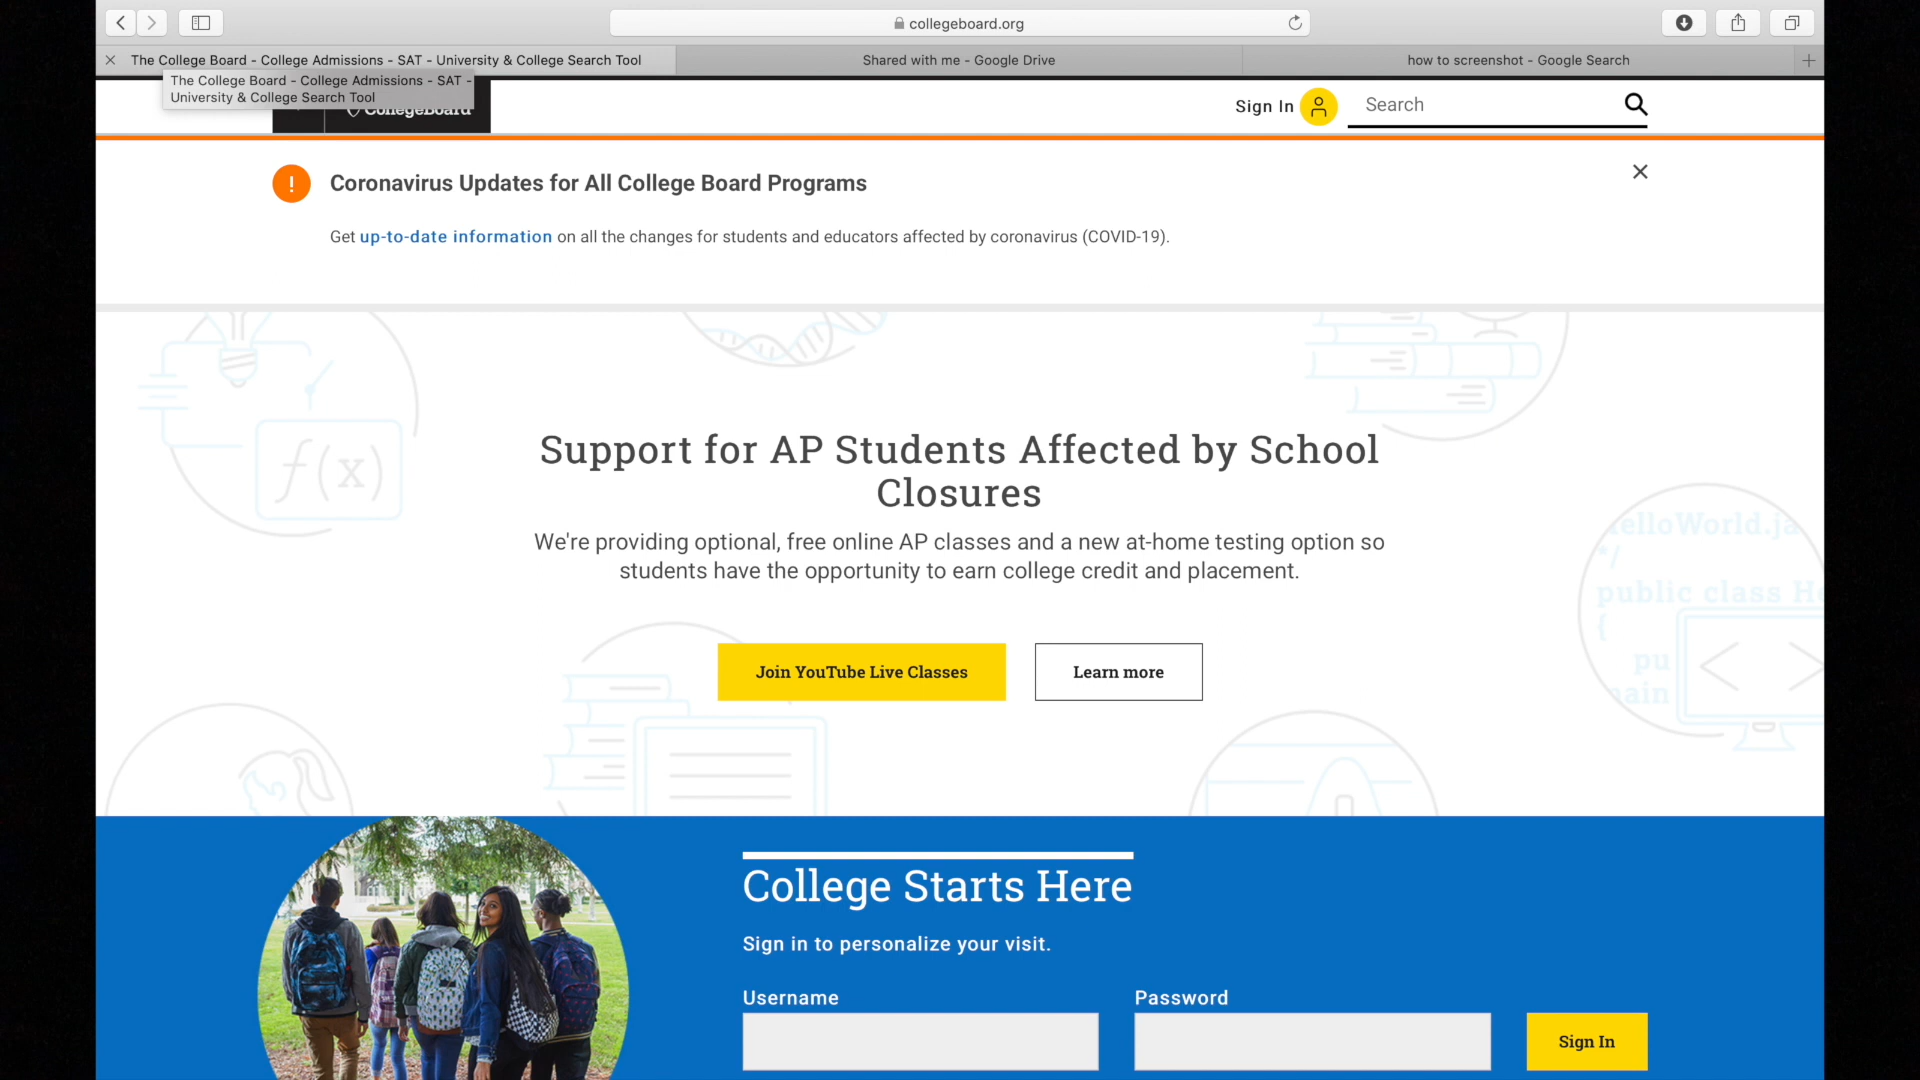 collegeboard.org
The College Board - College Admissions - SAT - University & College Search Tool
Shared with me - Google Drive
how to screenshot - Google Search
The College Board - College Admissions - SAT -
University & College Search Tool
CollegeBoard
Sign In
Search
Coronavirus Updates for All College Board Programs
Get up-to-date information on all the changes for students and educators affected by coronavirus (COVID-19).
f(x)
Support for AP Students Affected by School
Closures
We're providing optional, free online AP classes and a new at-home testing option so
students have the opportunity to earn college credit and placement.
elloWorld.ja
*/
public class He
{
pu
main
Join YouTube Live Classes
Learn more
College Starts Here
Sign in to personalize your visit.
Username
Password
Sign In